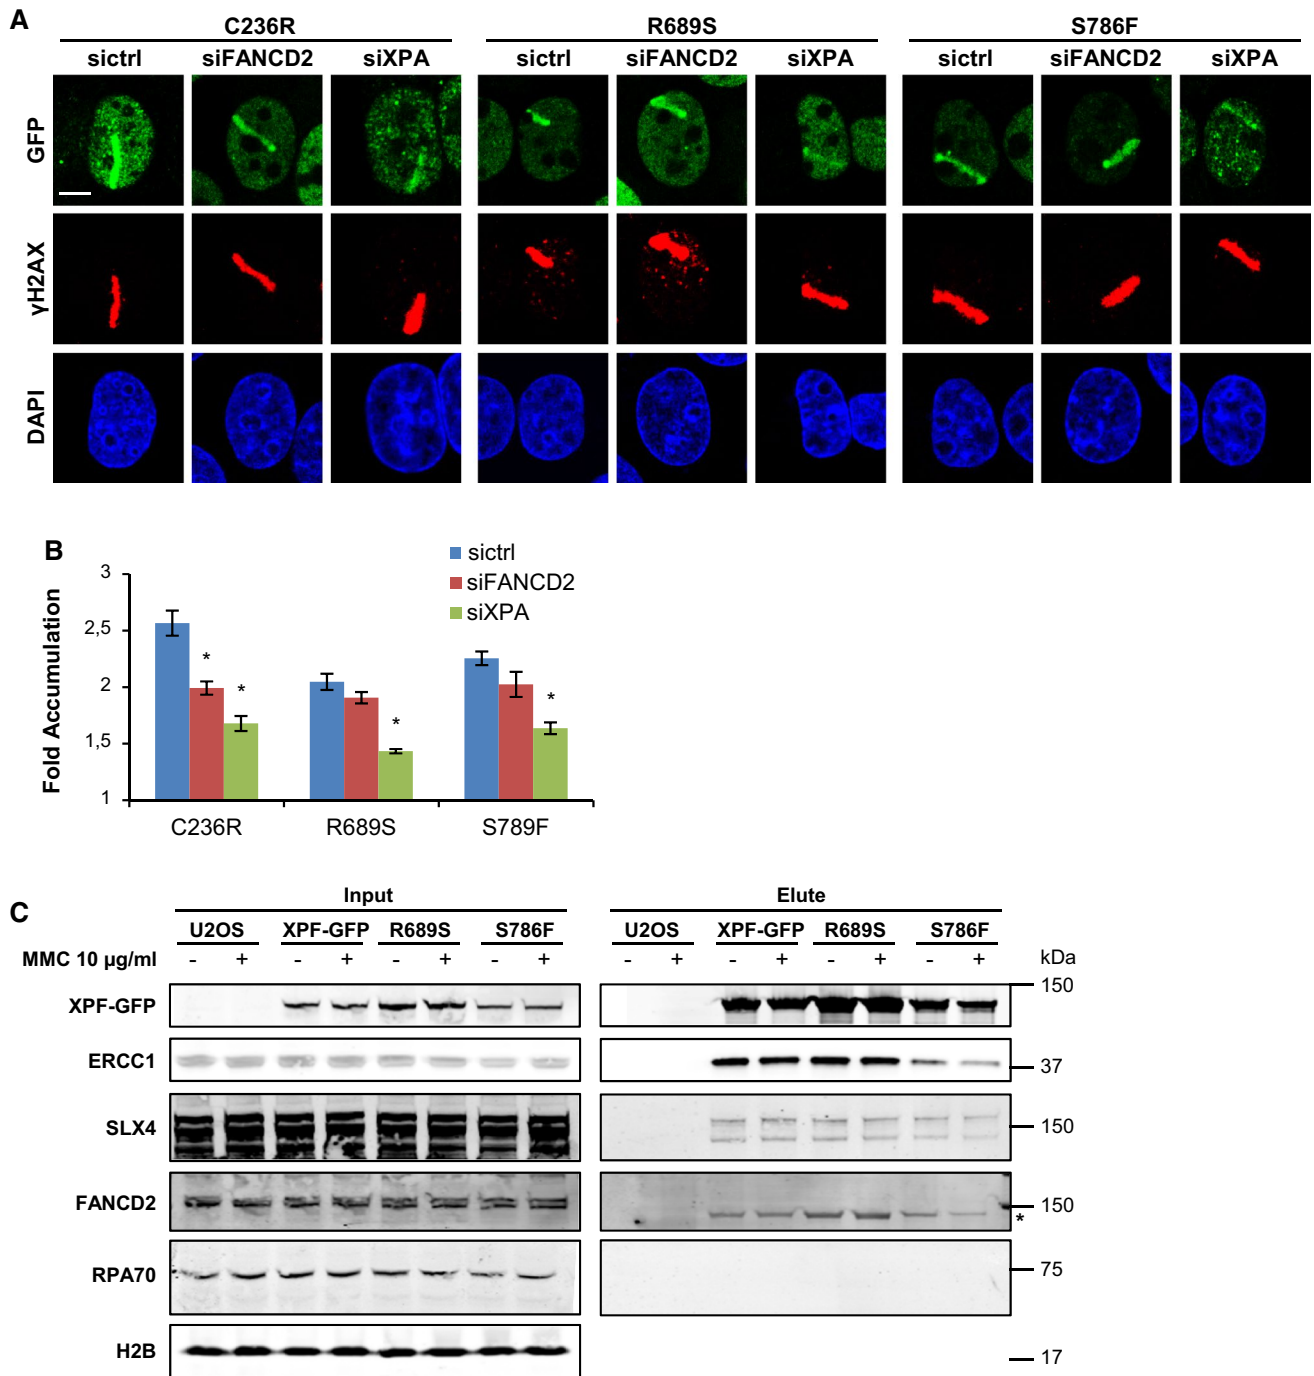 A
C236R R689S S786F
sictrl siFANCD2 siXPA sictrl siFANCD2 siXPA sictrl siFANCD2 siXPA
GFP
γH2AX
DAPI
B
sictrl
siFANCD2
siXPA
Fold Accumulation
3
2,5
2
1,5
1
* * * *
C236R R689S S789F
C
Input Elute
U2OS XPF-GFP R689S S786F U2OS XPF-GFP R689S S786F
MMC 10 µg/ml - + - + - + - + - + - + - + - + kDa
XPF-GFP 150
ERCC1 37
SLX4 150
FANCD2 150
*
RPA70 75
H2B 17